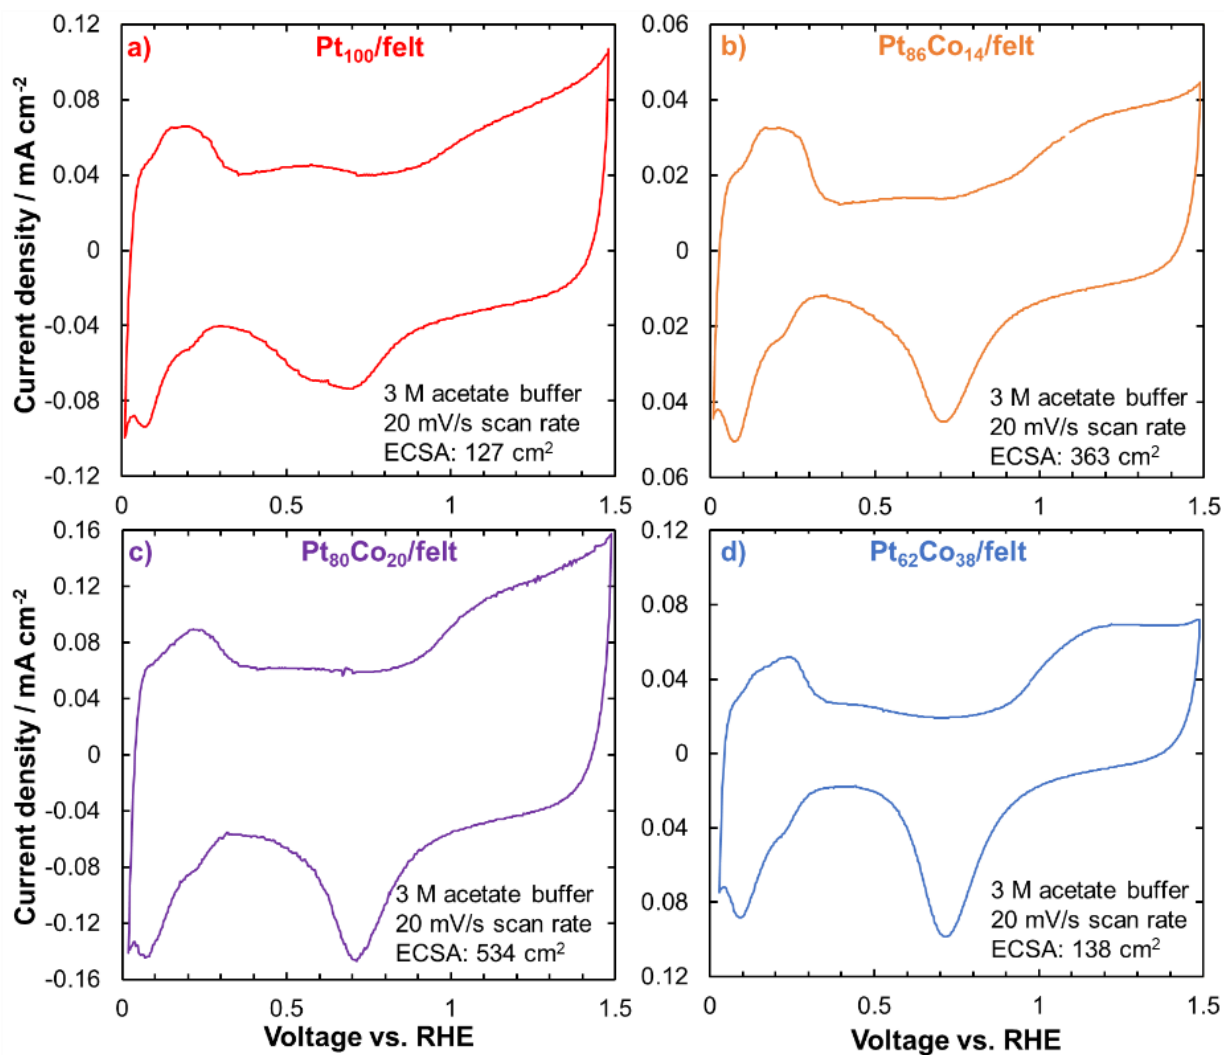 a) Pt100/felt
0.12
0.08
0.04
0
-0.04
-0.08
-0.12
Current density / mA cm-2
3 M acetate buffer
20 mV/s scan rate
ECSA: 127 cm2
0 0.5 1 1.5
b) Pt86Co14/felt
0.06
0.04
0.02
0
0.02
0.04
0.06
3 M acetate buffer
20 mV/s scan rate
ECSA: 363 cm2
0 0.5 1 1.5
c) Pt80Co20/felt
0.16
0.12
0.08
0.04
0
-0.04
-0.08
-0.12
-0.16
Current density / mA cm-2
3 M acetate buffer
20 mV/s scan rate
ECSA: 534 cm2
0 0.5 1 1.5
Voltage vs. RHE
d) Pt62Co38/felt
0.12
0.08
0.04
0
0.04
0.08
0.12
3 M acetate buffer
20 mV/s scan rate
ECSA: 138 cm2
0 0.5 1 1.5
Voltage vs. RHE